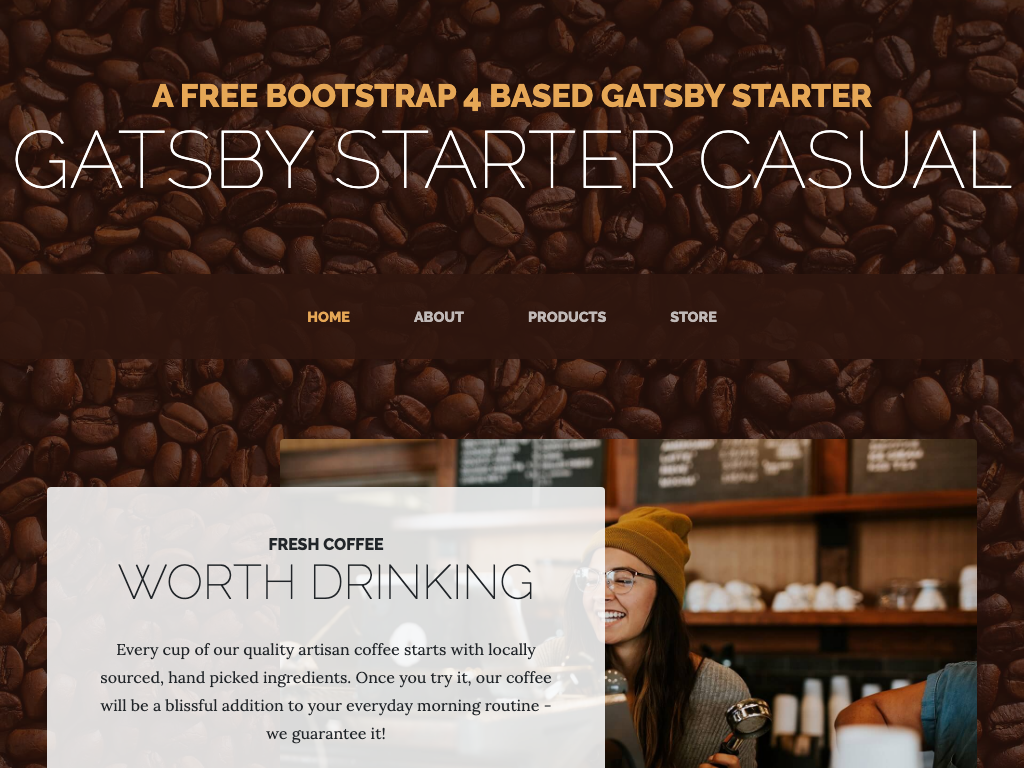 A FREE BOOTSTRAP 4 BASED GATSBY STARTER
GATSBY STARTER CASUAL
HOME ABOUT PRODUCTS STORE
FRESH COFFEE
WORTH DRINKING
Every cup of our quality artisan coffee starts with locally
sourced, hand picked ingredients. Once you try it, our coffee
will be a blissful addition to your everyday morning routine -
we guarantee it!